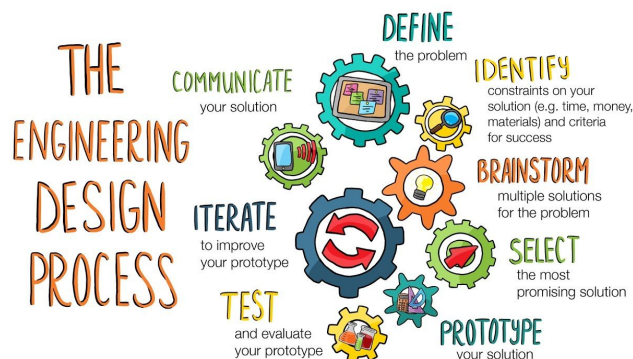 THE
ENGINEERING
DESIGN
PROCESS
DEFINE
the problem
IDENTIFY
constraints on your
solution (e.g. time, money,
materials) and criteria
for success
BRAINSTORM
multiple solutions
for the problem
SELECT
the most
promising solution
PROTOTYPE
your solution
TEST
and evaluate
your prototype
ITERATE
to improve
your prototype
COMMUNICATE
your solution